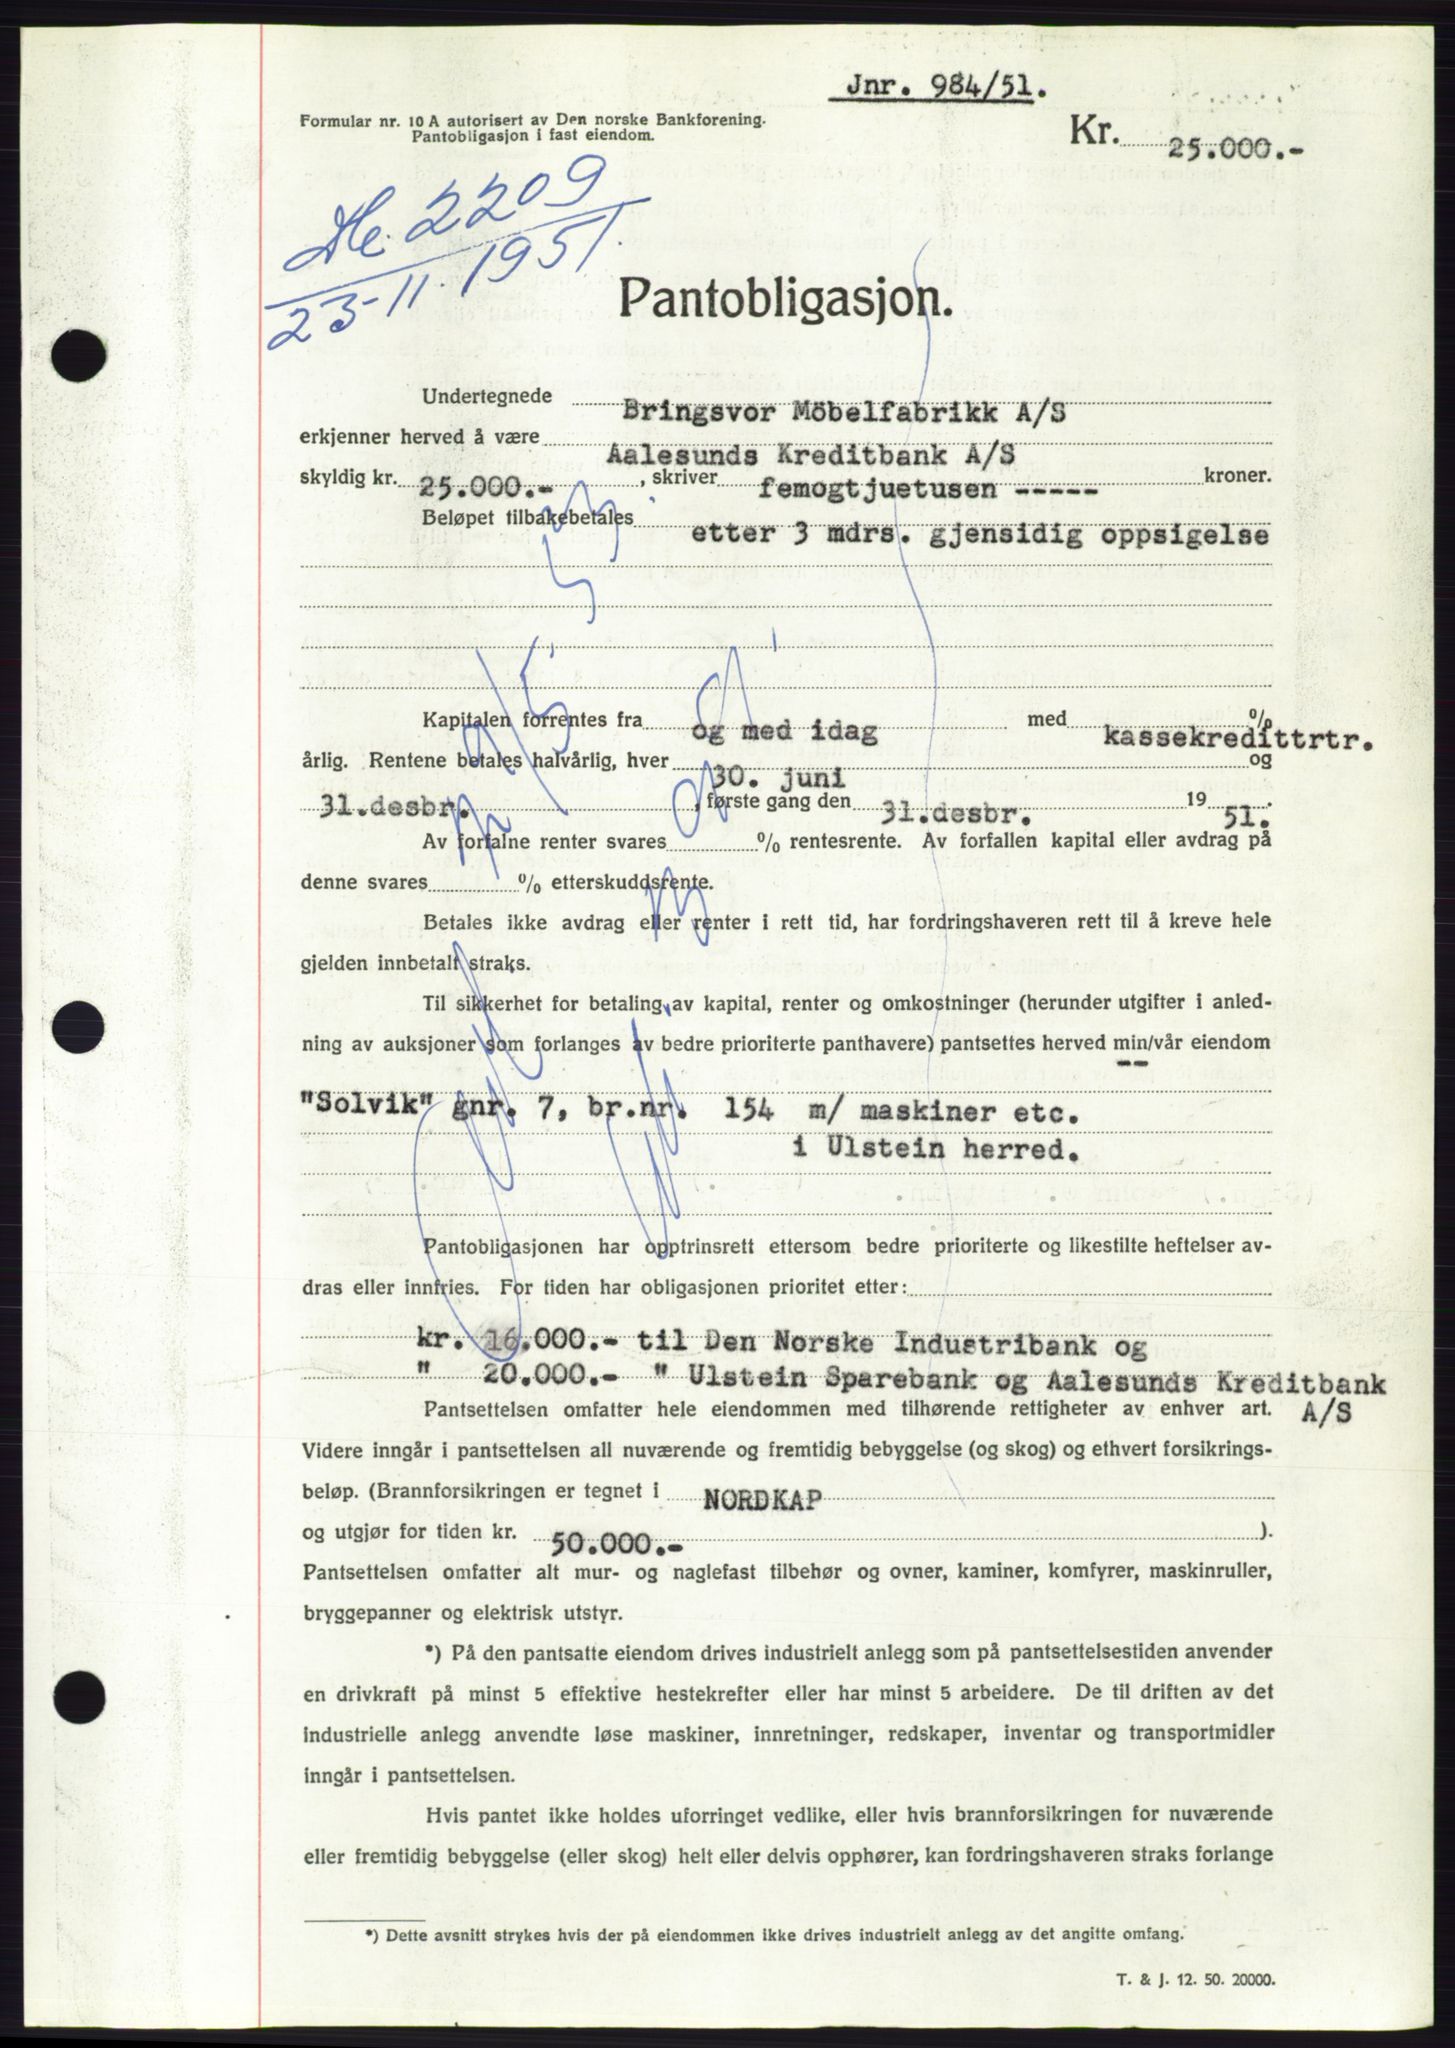 Jnr. 984/51.
Formular nr. 10 A autorisert av Den norske Bankforening.
Pantobligasjon i fast eiendom.
Kr. 25.000.-
2209
23-11-1951.
Pantobligasjon.
Undertegnede Bringsvor Möbelfabrikk A/S
erkjenner herved å være Aalesunds Kreditbank A/S
skyldig kr. 25.000.-, skriver femogtjuetusen ----- kroner.
Beløpet tilbakebetales etter 3 mdrs. gjensidig oppsigelse
Kapitalen forrentes fra og med idag med kassekredittrtr. %
årlig. Rentene betales halvårlig, hver 30. juni og
31.desbr., første gang den 31.desbr. 1951.
Av forfalne renter svares % rentesrente. Av forfallen kapital eller avdrag på
denne svares % etterskuddsrente.
Betales ikke avdrag eller renter i rett tid, har fordringshaveren rett til å kreve hele
gjelden innbetalt straks.
Til sikkerhet for betaling av kapital, renter og omkostninger (herunder utgifter i anled-
ning av auksjoner som forlanges av bedre prioriterte panthavere) pantsettes herved min/vår eiendom
"Solvik" gnr. 7, br.nr. 154 m/ maskiner etc.
i Ulstein herred.
Pantobligasjonen har opptrinsrett ettersom bedre prioriterte og likestilte heftelser av-
dras eller innfries. For tiden har obligasjonen prioritet etter:
kr. 16.000.- til Den Norske Industribank og
" 20.000.- " Ulstein Sparebank og Aalesunds Kreditbank
A/S
Pantsettelsen omfatter hele eiendommen med tilhørende rettigheter av enhver art.
Videre inngår i pantsettelsen all nuværende og fremtidig bebyggelse (og skog) og ethvert forsikrings-
beløp. (Brannforsikringen er tegnet i NORDKAP
og utgjør for tiden kr. 50.000.- ).
Pantsettelsen omfatter alt mur- og naglefast tilbehør og ovner, kaminer, komfyrer, maskinruller,
bryggepanner og elektrisk utstyr.
*) På den pantsatte eiendom drives industrielt anlegg som på pantsettelsestiden anvender
en drivkraft på minst 5 effektive hestekrefter eller har minst 5 arbeidere. De til driften av det
industrielle anlegg anvendte løse maskiner, innretninger, redskaper, inventar og transportmidler
inngår i pantsettelsen.
Hvis pantet ikke holdes uforringet vedlike, eller hvis brannforsikringen for nuværende
eller fremtidig bebyggelse (eller skog) helt eller delvis opphører, kan fordringshaveren straks forlange
*) Dette avsnitt strykes hvis der på eiendommen ikke drives industrielt anlegg av det angitte omfang.
T. & J. 12. 50. 20000.